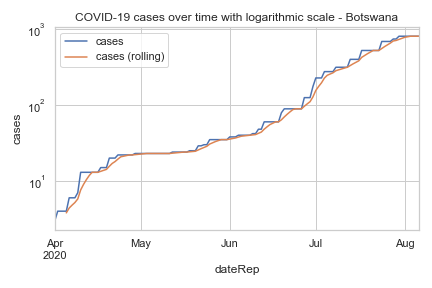 COVID-19 cases over time with logarithmic scale - Botswana
cases
cases (rolling)
10³
10²
10¹
cases
Apr May Jun Jul Aug
2020
dateRep